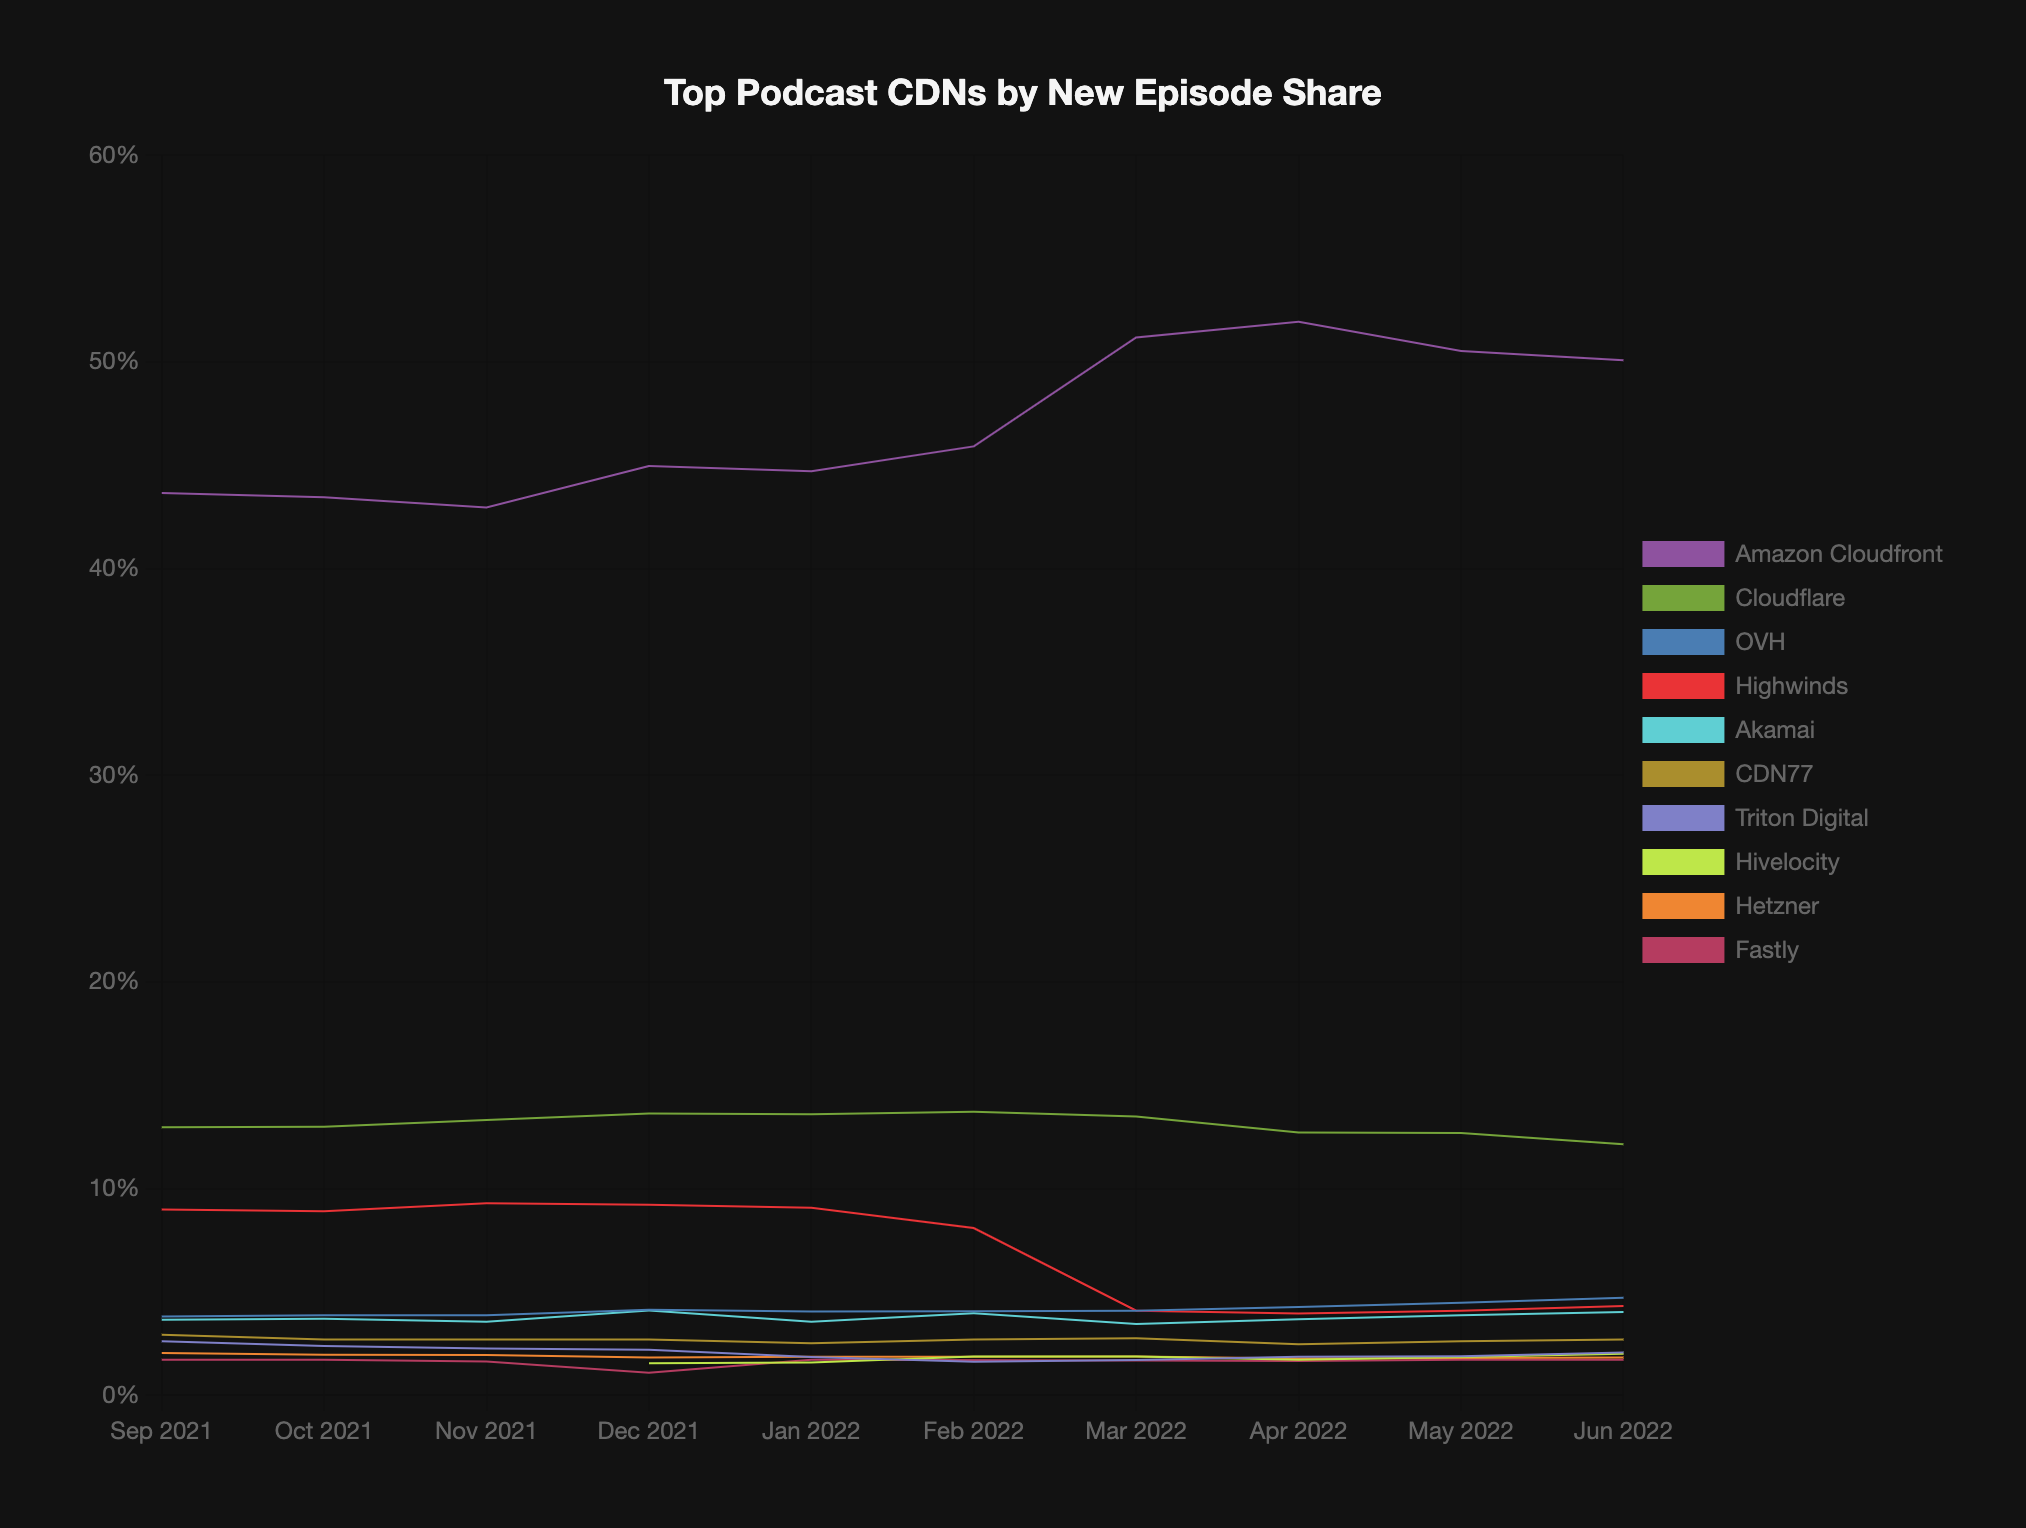 Top Podcast CDNs by New Episode Share
60%
50%
40%
30%
20%
10%
0%
Sep 2021 Oct 2021 Nov 2021 Dec 2021 Jan 2022 Feb 2022 Mar 2022 Apr 2022 May 2022 Jun 2022
Amazon Cloudfront
Cloudflare
OVH
Highwinds
Akamai
CDN77
Triton Digital
Hivelocity
Hetzner
Fastly